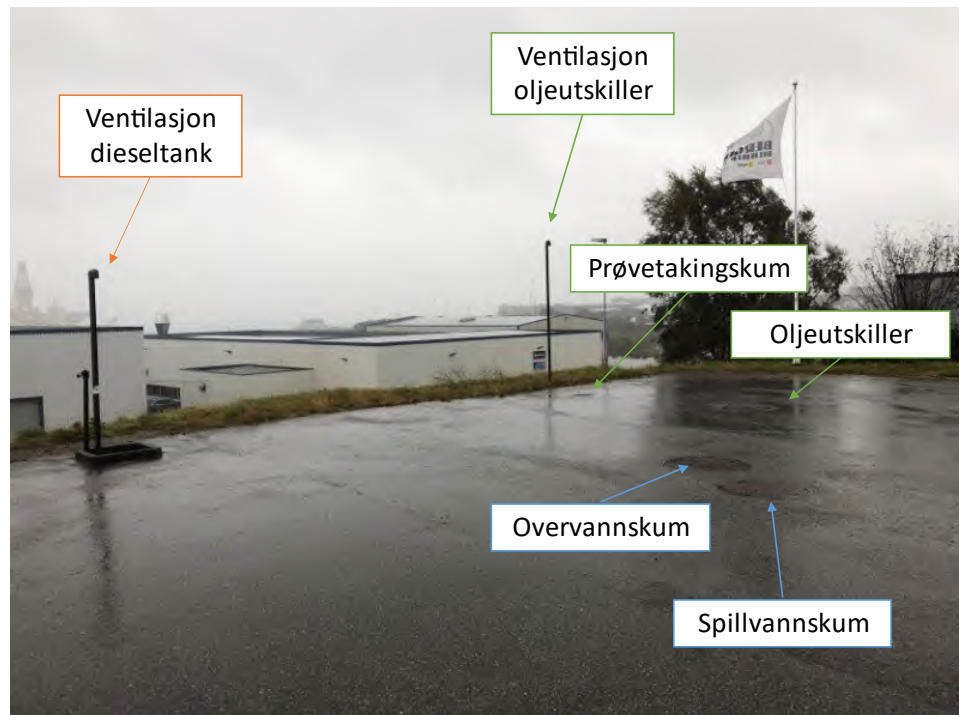 Ventilasjon
oljeutskiller
Ventilasjon
dieseltank
Prøvetakingskum
Oljeutskiller
Overvannskum
Spillvannskum